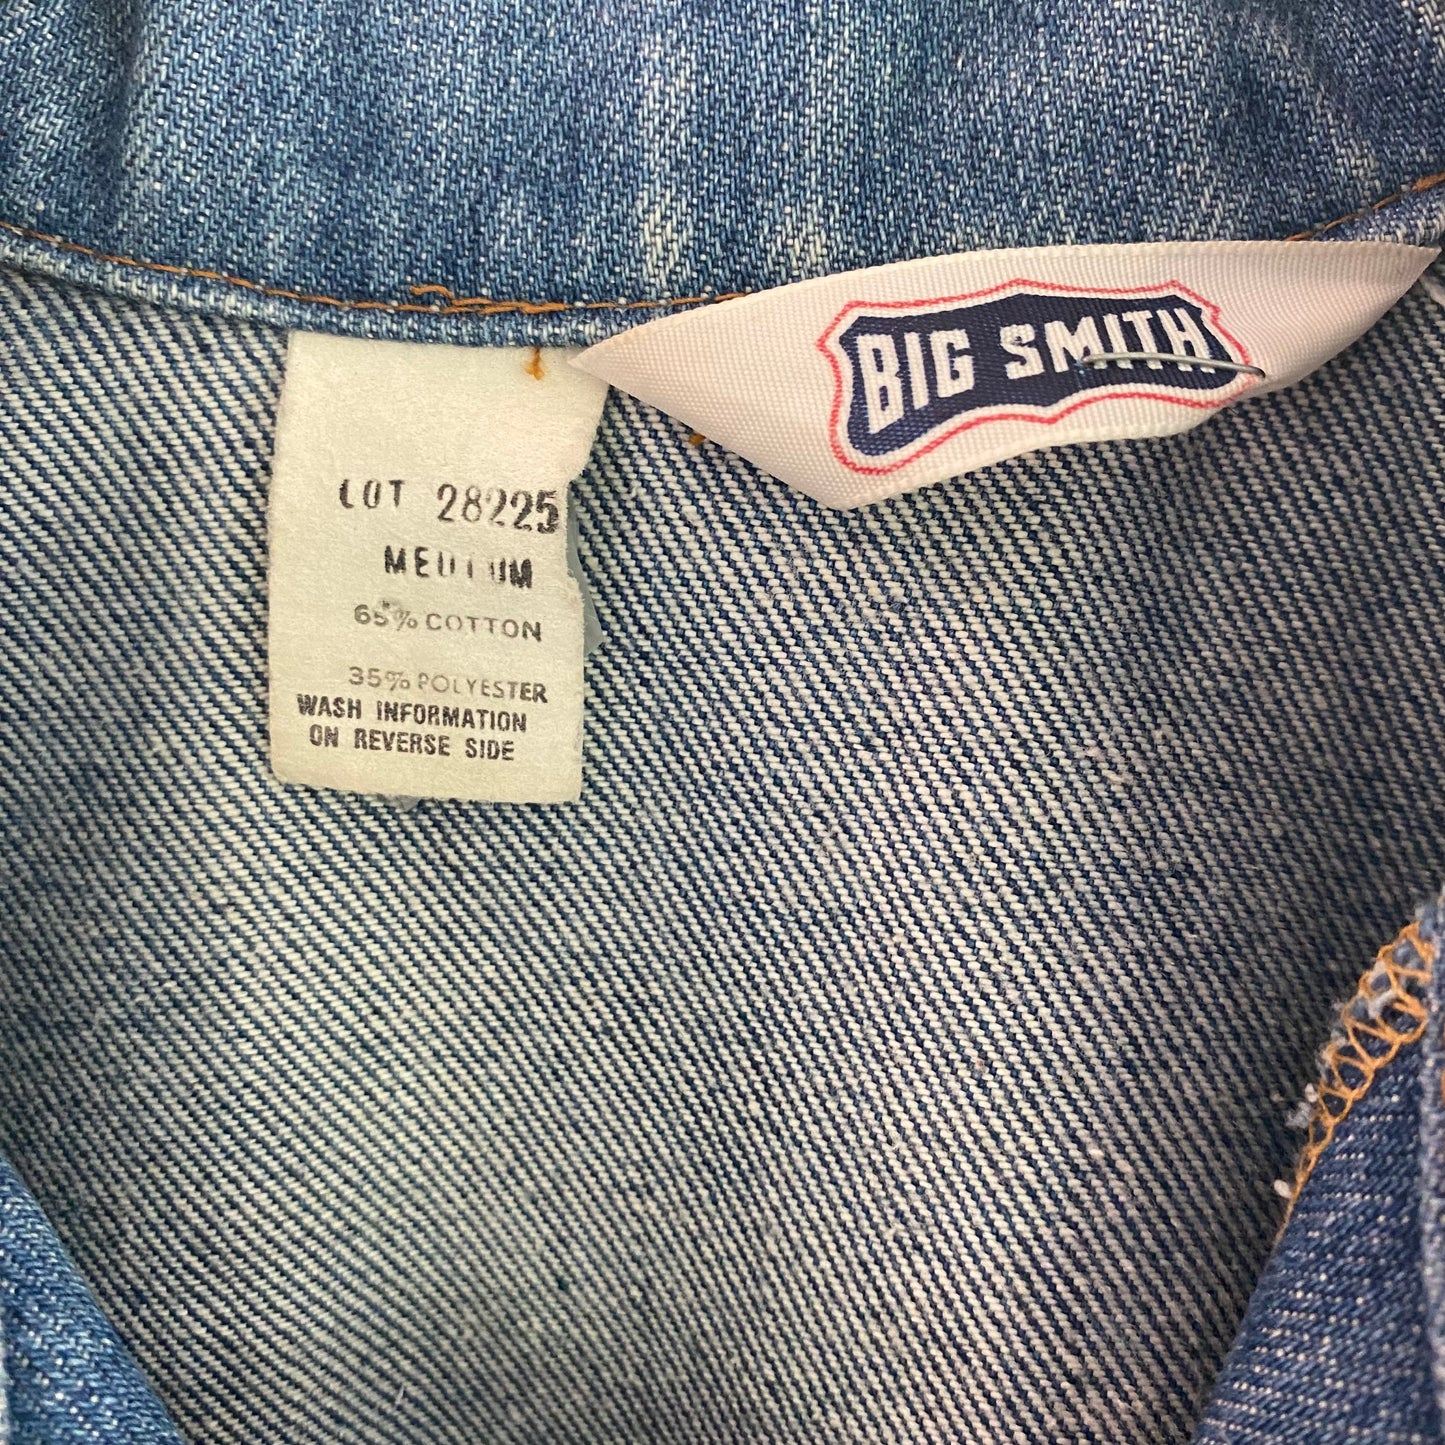 BIG SMITH
LOT 28225
MEDIUM
65% COTTON
35% POLYESTER
WASH INFORMATION
ON REVERSE SIDE